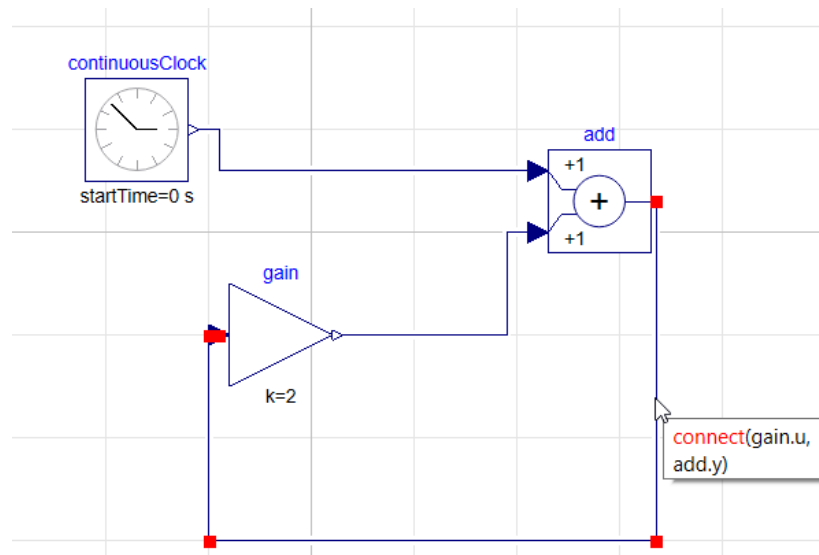 continuousClock
startTime=0 s
add
+1
+
+1
gain
k=2
connect(gain.u,
add.y)